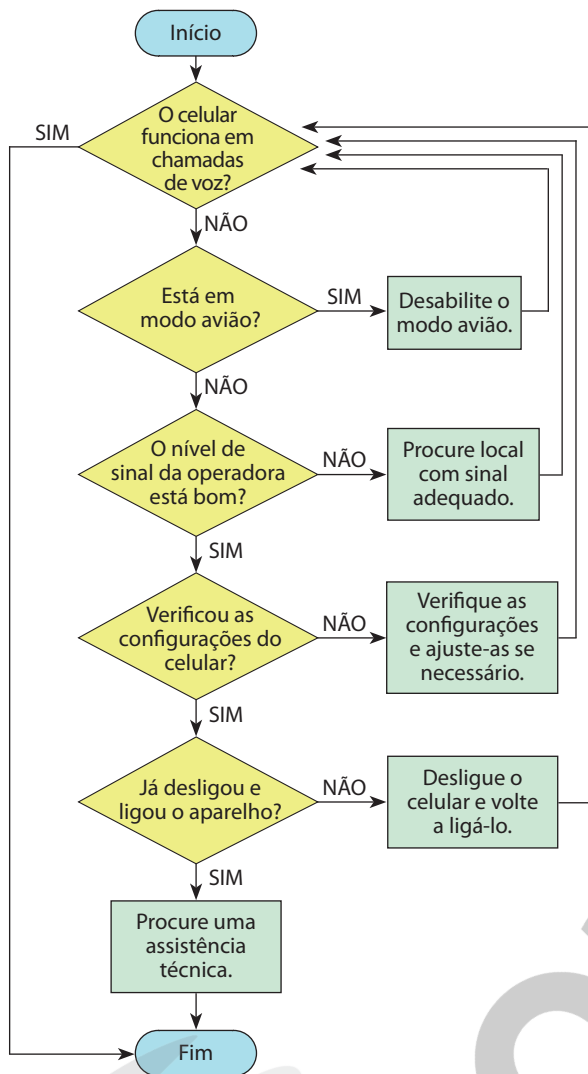 Início
O celular
funciona em
chamadas
de voz?
SIM
NÃO
Está em
modo avião?
SIM
Desabilite o
modo avião.
NÃO
O nível de
sinal da operadora
está bom?
NÃO
Procure local
com sinal
adequado.
SIM
Verificou as
configurações do
celular?
NÃO
Verifique as
configurações
e ajuste-as se
necessário.
SIM
Já desligou e
ligou o aparelho?
NÃO
Desligue o
celular e volte
a ligá-lo.
SIM
Procure uma
assistência
técnica.
Fim